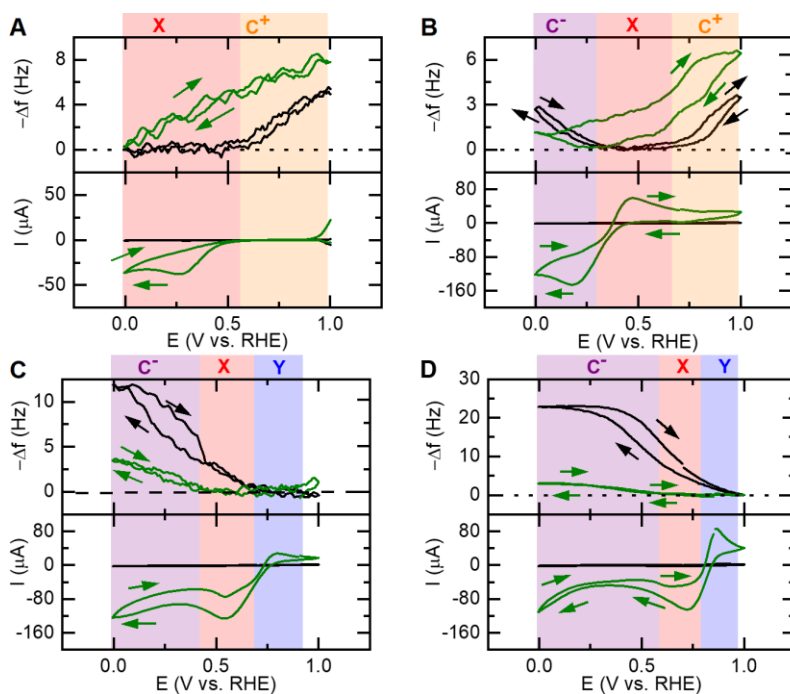 A
X
C⁺
8
4
0
−Δf (Hz)
50
25
0
-50
I (μA)
0.0 0.5 1.0
E (V vs. RHE)
B
C⁻ X C⁺
6
3
0
−Δf (Hz)
80
0
-80
-160
I (μA)
0.0 0.5 1.0
E (V vs. RHE)
C
C⁻ X Y
10
5
0
−Δf (Hz)
80
0
-80
-160
I (μA)
0.0 0.5 1.0
E (V vs. RHE)
D
C⁻ X Y
30
20
10
0
−Δf (Hz)
80
0
-80
-160
I (μA)
0.0 0.5 1.0
E (V vs. RHE)